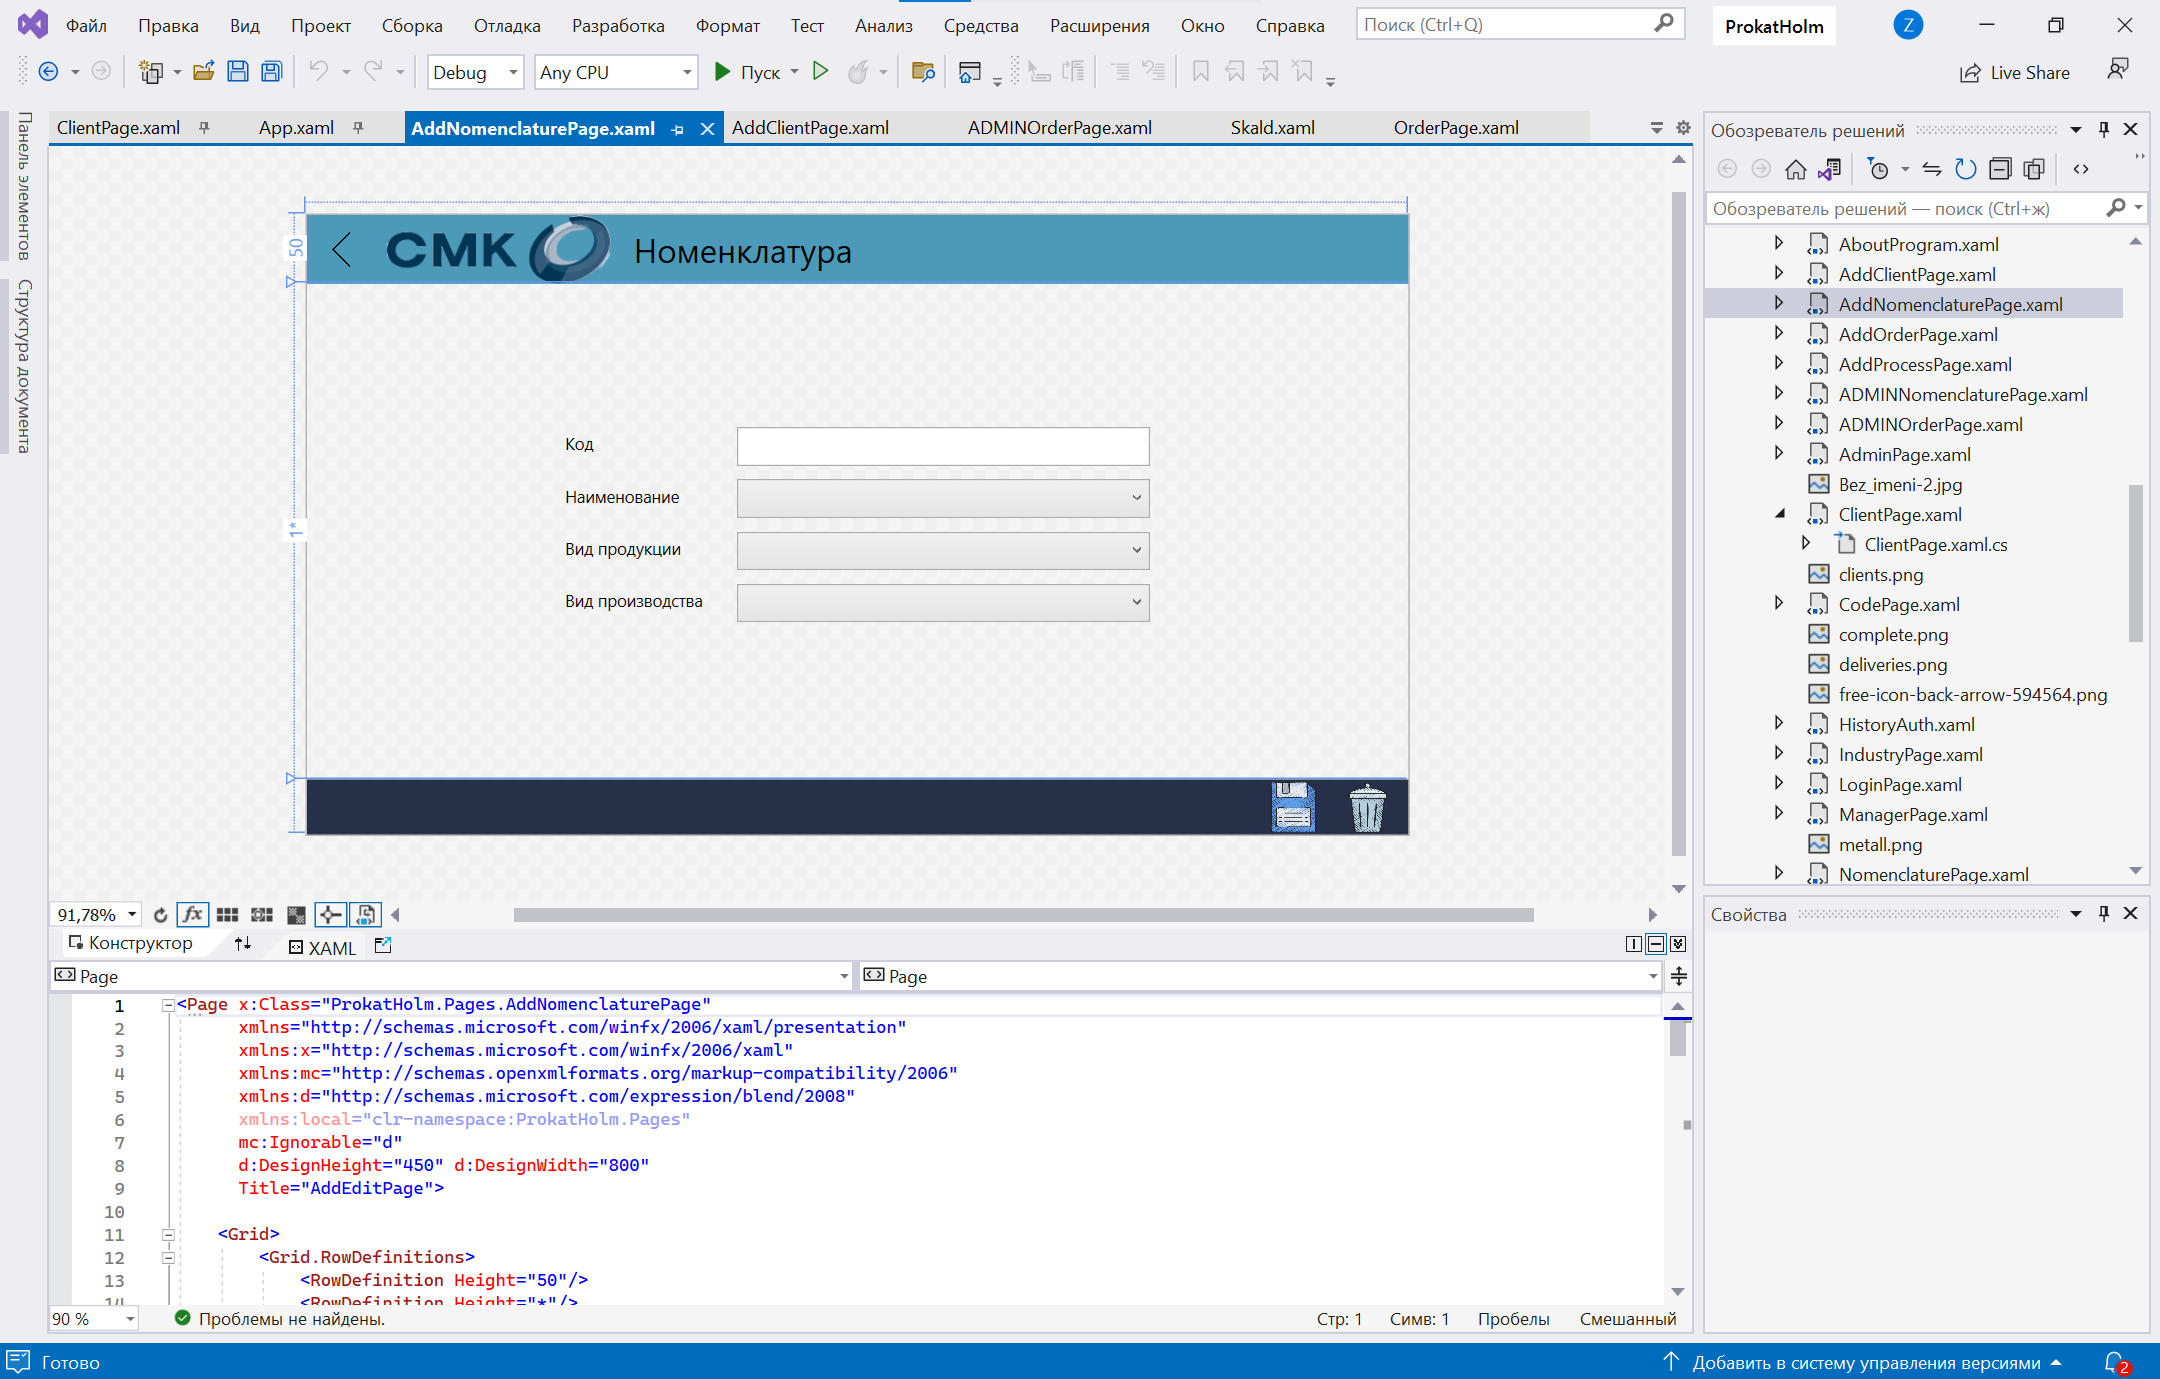 Файл Правка Вид Проект Сборка Отладка Разработка Формат Тест Анализ Средства Расширения Окно Справка Поиск (Ctrl+Q) ProkatHolm Z
Debug Any CPU Пуск Live Share
Панель элементов
Структура документа
ClientPage.xaml App.xaml AddNomenclaturePage.xaml AddClientPage.xaml ADMINOrderPage.xaml Skald.xaml OrderPage.xaml
50
1*
СМК Номенклатура
Код
Наименование
Вид продукции
Вид производства
91,78% fx
Конструктор XAML
Page Page
1 <Page x:Class="ProkatHolm.Pages.AddNomenclaturePage"
2 xmlns="http://schemas.microsoft.com/winfx/2006/xaml/presentation"
3 xmlns:x="http://schemas.microsoft.com/winfx/2006/xaml"
4 xmlns:mc="http://schemas.openxmlformats.org/markup-compatibility/2006"
5 xmlns:d="http://schemas.microsoft.com/expression/blend/2008"
6 xmlns:local="clr-namespace:ProkatHolm.Pages"
7 mc:Ignorable="d"
8 d:DesignHeight="450" d:DesignWidth="800"
9 Title="AddEditPage">
10
11 <Grid>
12 <Grid.RowDefinitions>
13 <RowDefinition Height="50"/>
14 <RowDefinition Height="*"/>
90 % Проблемы не найдены. Стр: 1 Симв: 1 Пробелы Смешанный
Обозреватель решений
Обозреватель решений — поиск (Ctrl+ж)
AboutProgram.xaml
AddClientPage.xaml
AddNomenclaturePage.xaml
AddOrderPage.xaml
AddProcessPage.xaml
ADMINNomenclaturePage.xaml
ADMINOrderPage.xaml
AdminPage.xaml
Bez_imeni-2.jpg
ClientPage.xaml
ClientPage.xaml.cs
clients.png
CodePage.xaml
complete.png
deliveries.png
free-icon-back-arrow-594564.png
HistoryAuth.xaml
IndustryPage.xaml
LoginPage.xaml
ManagerPage.xaml
metall.png
NomenclaturePage.xaml
Свойства
Готово Добавить в систему управления версиями 2